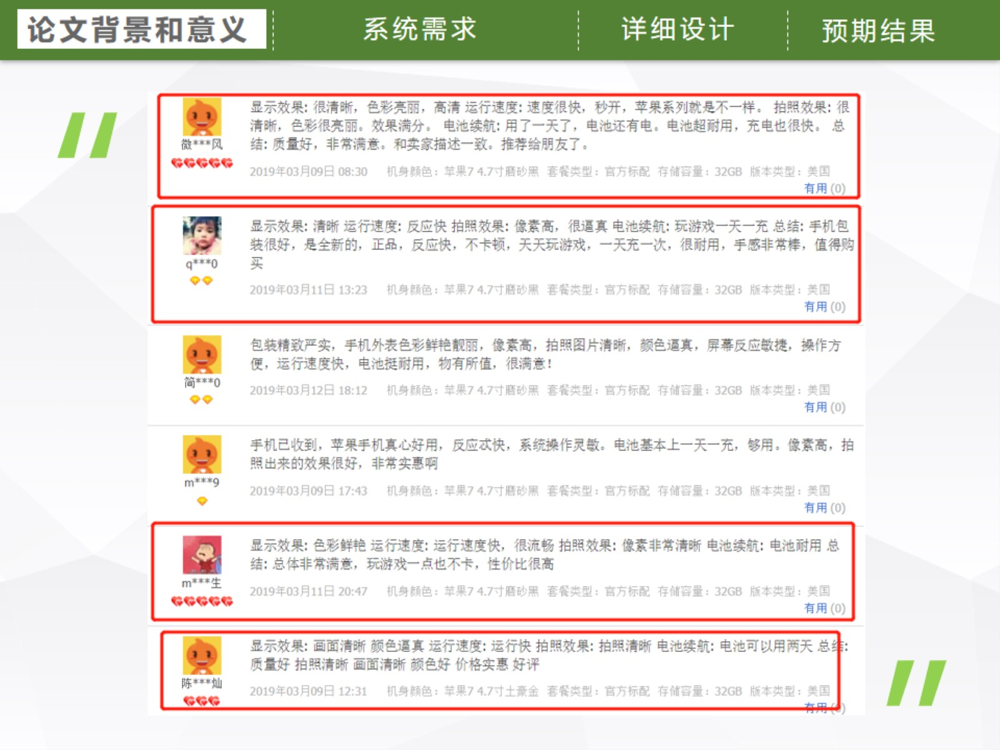 论文背景和意义
系统需求
详细设计
预期结果
显示效果: 很清晰，色彩亮丽，高清 运行速度: 速度很快，秒开，苹果系列就是不一样。 拍照效果: 很
清晰，色彩很亮丽。效果满分。 电池续航: 用了一天了，电池还有电。电池超耐用，充电也很快。 总
结: 质量好，非常满意。和卖家描述一致。推荐给朋友了。
微***风
2019年03月09日 08:30 机身颜色：苹果7 4.7寸磨砂黑 套餐类型：官方标配 存储容量：32GB 版本类型：美国
有用 (0)
显示效果: 清晰 运行速度: 反应快 拍照效果: 像素高，很逼真 电池续航: 玩游戏一天一充 总结: 手机包
装很好，是全新的，正品，反应快，不卡顿，天天玩游戏，一天充一次，很耐用，手感非常棒，值得购
买
q***0
2019年03月11日 13:23 机身颜色：苹果7 4.7寸磨砂黑 套餐类型：官方标配 存储容量：32GB 版本类型：美国
有用 (0)
包装精致严实，手机外表色彩鲜艳靓丽，像素高，拍照图片清晰，颜色逼真，屏幕反应敏捷，操作方
便，运行速度快，电池挺耐用，物有所值，很满意！
简***0
2019年03月12日 18:12 机身颜色：苹果7 4.7寸磨砂黑 套餐类型：官方标配 存储容量：32GB 版本类型：美国
有用 (0)
手机已收到，苹果手机真心好用，反应忒快，系统操作灵敏。电池基本上一天一充，够用。像素高，拍
照出来的效果很好，非常实惠啊
m***9
2019年03月09日 17:43 机身颜色：苹果7 4.7寸磨砂黑 套餐类型：官方标配 存储容量：32GB 版本类型：美国
有用 (0)
显示效果: 色彩鲜艳 运行速度: 运行速度快，很流畅 拍照效果: 像素非常清晰 电池续航: 电池耐用 总
结: 总体非常满意，玩游戏一点也不卡，性价比很高
m***生
2019年03月11日 20:47 机身颜色：苹果7 4.7寸磨砂黑 套餐类型：官方标配 存储容量：32GB 版本类型：美国
有用 (0)
显示效果: 画面清晰 颜色逼真 运行速度: 运行快 拍照效果: 拍照清晰 电池续航: 电池可以用两天 总结:
质量好 拍照清晰 画面清晰 颜色好 价格实惠 好评
陈***灿
2019年03月09日 12:31 机身颜色：苹果7 4.7寸土豪金 套餐类型：官方标配 存储容量：32GB 版本类型：美国
有用 (0)